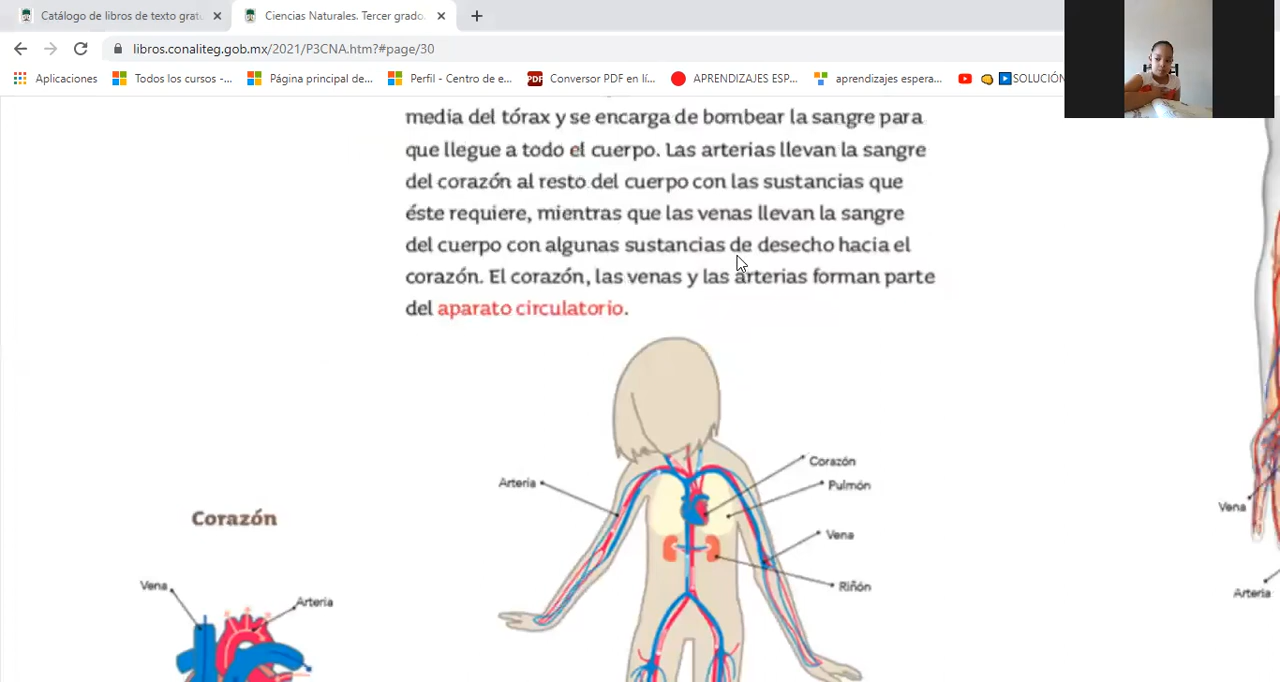 Catálogo de libros de texto grat
Ciencias Naturales. Tercer grado.
libros.conaliteg.gob.mx/2021/P3CNA.htm?#page/30
Aplicaciones
Todos los cursos -...
Página principal de...
Perfil - Centro de e...
PDF
Conversor PDF en lí...
APRENDIZAJES ESP...
aprendizajes espera...
SOLUCIÓN
media del tórax y se encarga de bombear la sangre para
que llegue a todo el cuerpo. Las arterias llevan la sangre
del corazón al resto del cuerpo con las sustancias que
éste requiere, mientras que las venas llevan la sangre
del cuerpo con algunas sustancias de desecho hacia el
corazón. El corazón, las venas y las arterias forman parte
del aparato circulatorio.
Corazón
Arteria
Pulmón
Vena
Riñón
Corazón
Vena
Arteria
Vena
Arteria